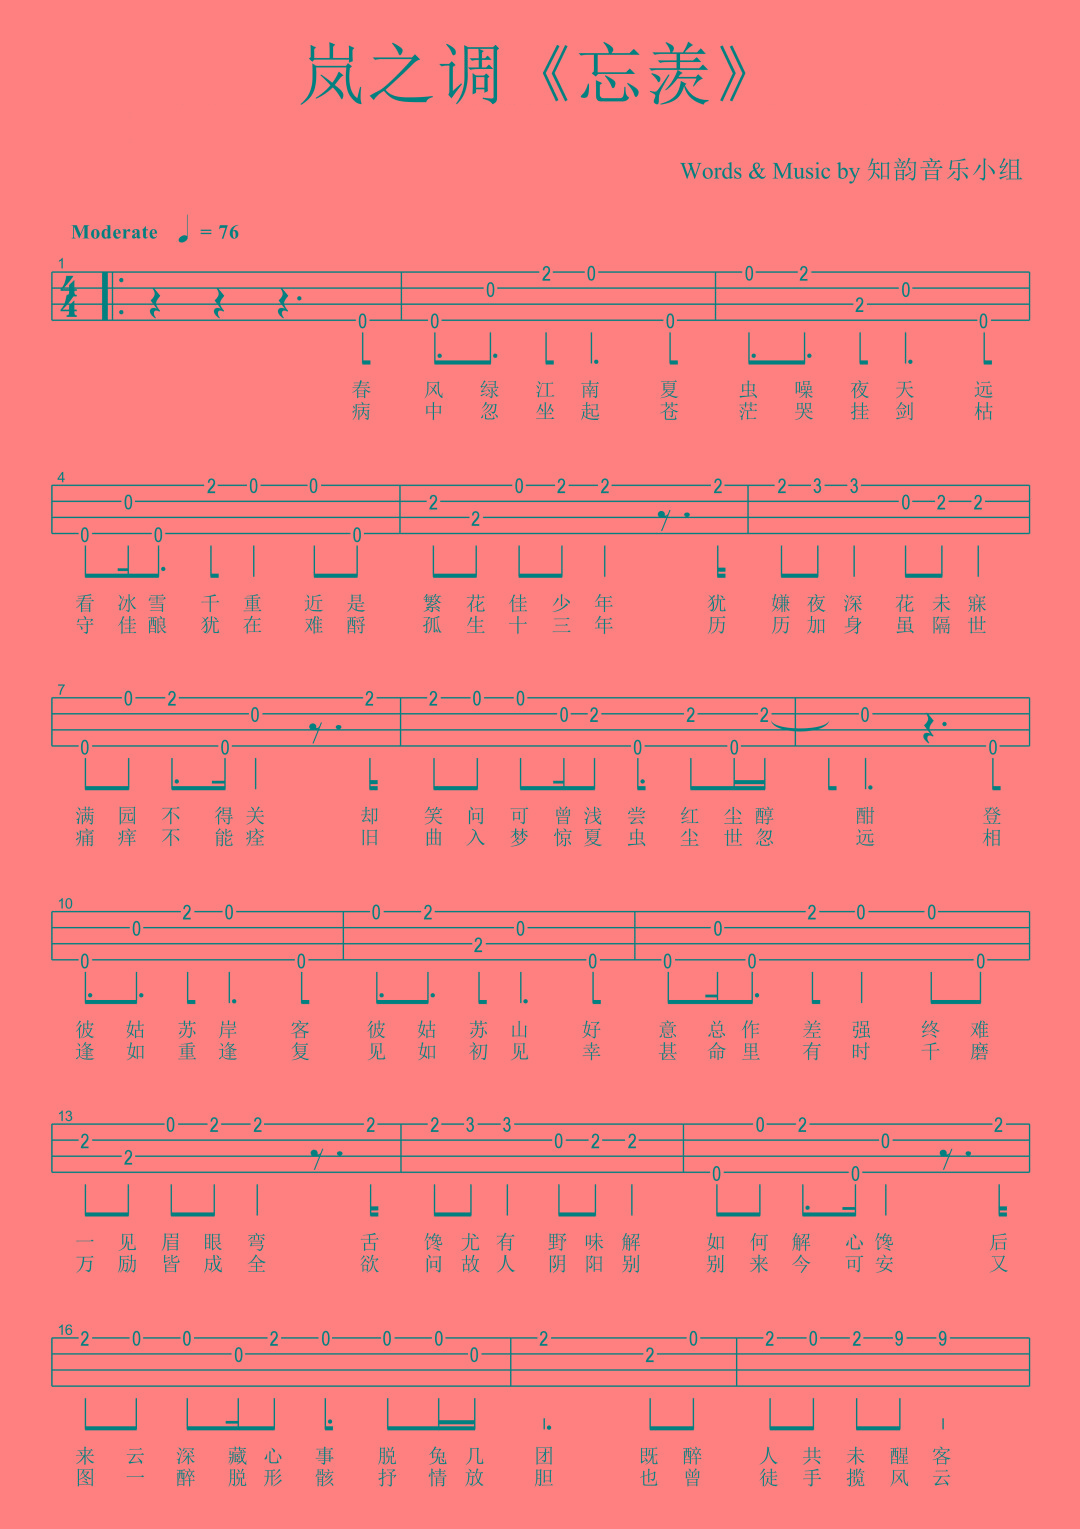 岚之调《忘羡》
Words & Music by 知韵音乐小组
Moderate ♩ = 76
1
4 4
0 0 0 2 0 0 0 2 2 0 0
春 风 绿 江 南 夏 虫 噪 夜 天 远
病 中 忽 坐 起 苍 茫 哭 挂 剑 枯
4
0 0 0 2 0 0 0 2 2 0 2 2 2 2 3 3 0 2 2
看 冰 雪 千 重 近 是 繁 花 佳 少 年 犹 嫌 夜 深 花 未 寐
守 佳 酿 犹 在 难 酹 孤 生 十 三 年 历 历 加 身 虽 隔 世
7
0 0 2 0 0 2 2 0 0 0 2 0 2 0 2 0 0
满 园 不 得 关 却 笑 问 可 曾 浅 尝 红 尘 醇 酣 登
痛 痒 不 能 痊 旧 曲 入 梦 惊 夏 虫 尘 世 忽 远 相
10
0 0 2 0 0 0 2 2 0 0 0 0 0 2 0 0 0
彼 姑 苏 岸 客 彼 姑 苏 山 好 意 总 作 差 强 终 难
逢 如 重 逢 复 见 如 初 见 幸 甚 命 里 有 时 千 磨
13
2 2 0 2 2 2 2 3 3 0 2 2 0 0 2 0 0 2
一 见 眉 眼 弯 舌 馋 尤 有 野 味 解 如 何 解 心 馋 后
万 励 皆 成 全 欲 问 故 人 阴 阳 别 别 来 今 可 安 又
16
2 0 0 0 2 0 0 0 0 2 2 0 2 0 2 9 9
来 云 深 藏 心 事 脱 兔 几 团 既 醉 人 共 未 醒 客
图 一 醉 脱 形 骸 抒 情 放 胆 也 曾 徒 手 揽 风 云